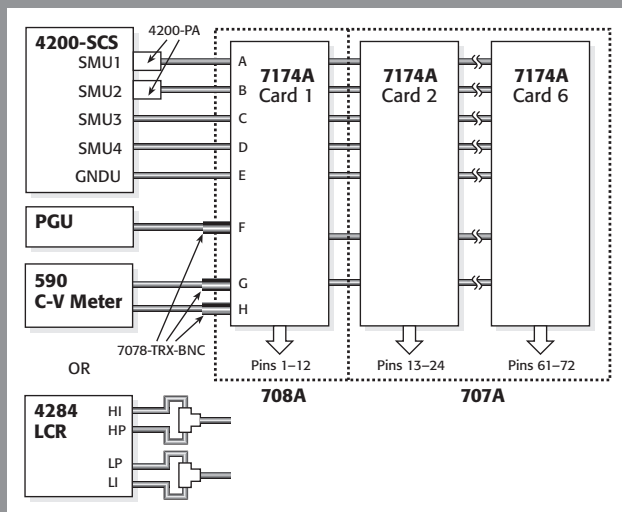 4200-PA
4200-SCS
SMU1
SMU2
SMU3
SMU4
GNDU
A
B
C
D
E
F
G
H
7174A
Card 1
7174A
Card 2
7174A
Card 6
PGU
590
C-V Meter
7078-TRX-BNC
Pins 1–12
Pins 13–24
Pins 61–72
OR
708A
707A
4284
LCR
HI
HP
LP
LI